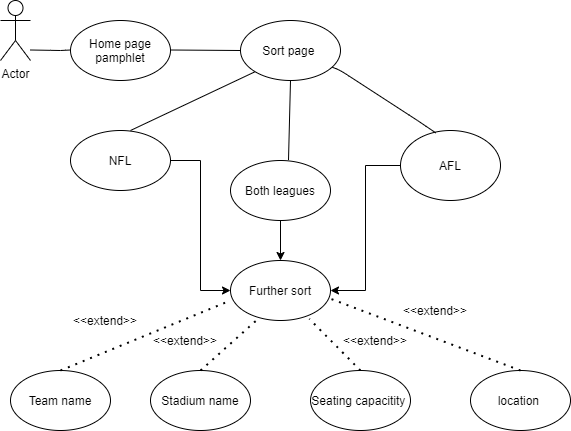 Home page
pamphlet
Sort page
Actor
NFL
Both leagues
AFL
Further sort
<<extend>>
<<extend>>
<<extend>>
<<extend>>
Team name
Stadium name
Seating capacitity
location